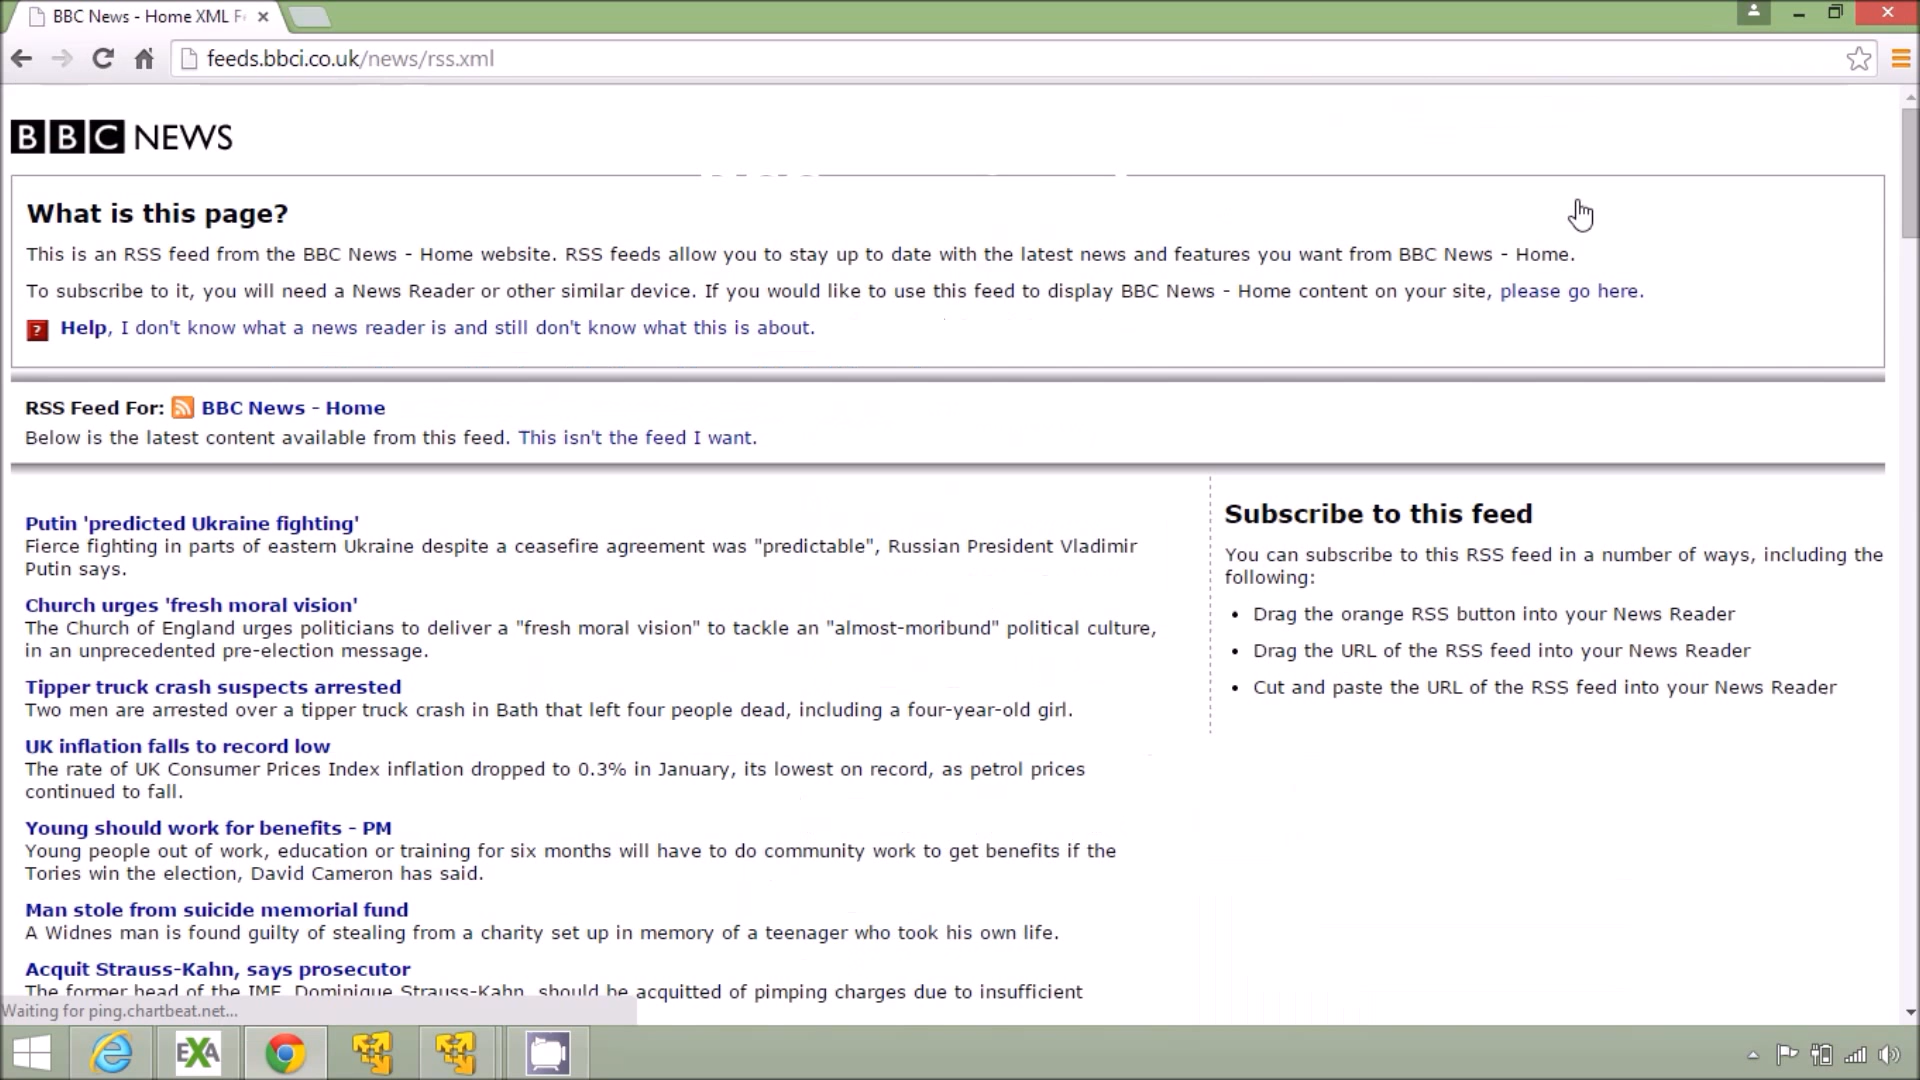 BBC News - Home XML F
feeds.bbci.co.uk/news/rss.xml
BBC NEWS
What is this page?
This is an RSS feed from the BBC News - Home website. RSS feeds allow you to stay up to date with the latest news and features you want from BBC News - Home.
To subscribe to it, you will need a News Reader or other similar device. If you would like to use this feed to display BBC News - Home content on your site, please go here.
? Help, I don't know what a news reader is and still don't know what this is about.
RSS Feed For: BBC News - Home
Below is the latest content available from this feed. This isn't the feed I want.
Putin 'predicted Ukraine fighting'
Fierce fighting in parts of eastern Ukraine despite a ceasefire agreement was "predictable", Russian President Vladimir
Putin says.
Church urges 'fresh moral vision'
The Church of England urges politicians to deliver a "fresh moral vision" to tackle an "almost-moribund" political culture,
in an unprecedented pre-election message.
Tipper truck crash suspects arrested
Two men are arrested over a tipper truck crash in Bath that left four people dead, including a four-year-old girl.
UK inflation falls to record low
The rate of UK Consumer Prices Index inflation dropped to 0.3% in January, its lowest on record, as petrol prices
continued to fall.
Young should work for benefits - PM
Young people out of work, education or training for six months will have to do community work to get benefits if the
Tories win the election, David Cameron has said.
Man stole from suicide memorial fund
A Widnes man is found guilty of stealing from a charity set up in memory of a teenager who took his own life.
Acquit Strauss-Kahn, says prosecutor
The former head of the IMF, Dominique Strauss-Kahn, should be acquitted of pimping charges due to insufficient
Subscribe to this feed
You can subscribe to this RSS feed in a number of ways, including the
following:
• Drag the orange RSS button into your News Reader
• Drag the URL of the RSS feed into your News Reader
• Cut and paste the URL of the RSS feed into your News Reader
Waiting for ping.chartbeat.net...
EXA